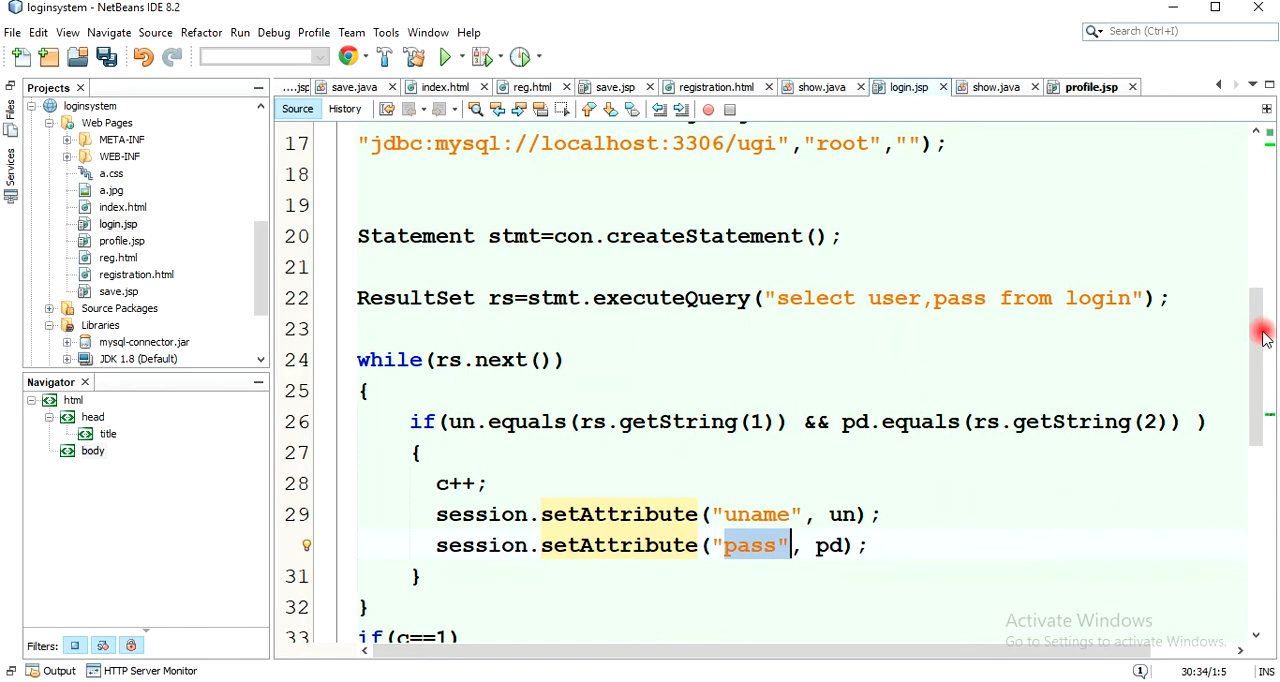 loginsystem - NetBeans IDE 8.2
File Edit View Navigate Source Refactor Run Debug Profile Team Tools Window Help
Search (Ctrl+I)
Projects
....jsp save.java index.html reg.html save.jsp registration.html show.java login.jsp show.java profile.jsp
Source History
Files
Services
loginsystem
Web Pages
META-INF
WEB-INF
a.css
a.jpg
index.html
login.jsp
profile.jsp
reg.html
registration.html
save.jsp
Source Packages
Libraries
mysql-connector.jar
JDK 1.8 (Default)
Navigator
html
head
title
body
Filters:
17 "jdbc:mysql://localhost:3306/ugi","root","");
18
19
20 Statement stmt=con.createStatement();
21
22 ResultSet rs=stmt.executeQuery("select user,pass from login");
23
24 while(rs.next())
25 {
26 if(un.equals(rs.getString(1)) && pd.equals(rs.getString(2)) )
27 {
28 c++;
29 session.setAttribute("uname", un);
session.setAttribute("pass", pd);
31 }
32 }
33 if(c==1)
Activate Windows
Go to Settings to activate Windows.
Output HTTP Server Monitor
1 30:34/1:5 INS